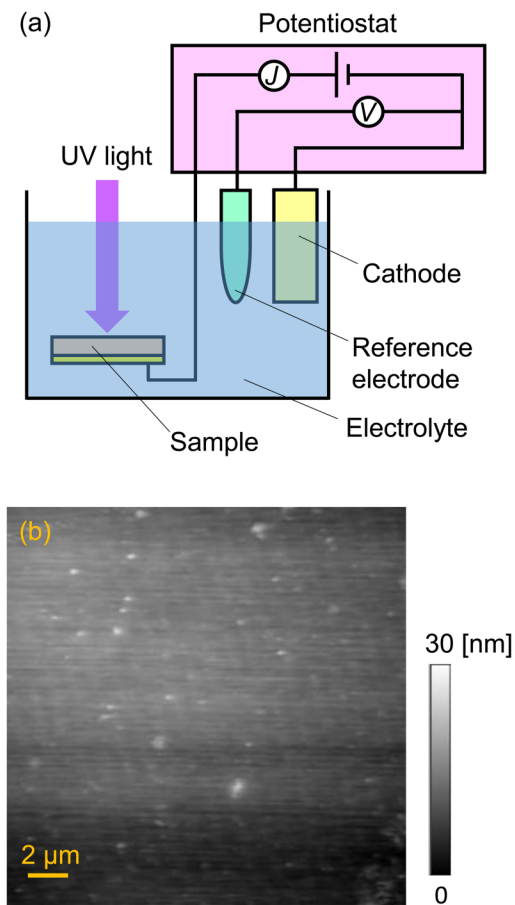 (a)
Potentiostat
J
V
UV light
Cathode
Reference
electrode
Electrolyte
Sample
(b)
30 [nm]
2 μm
0